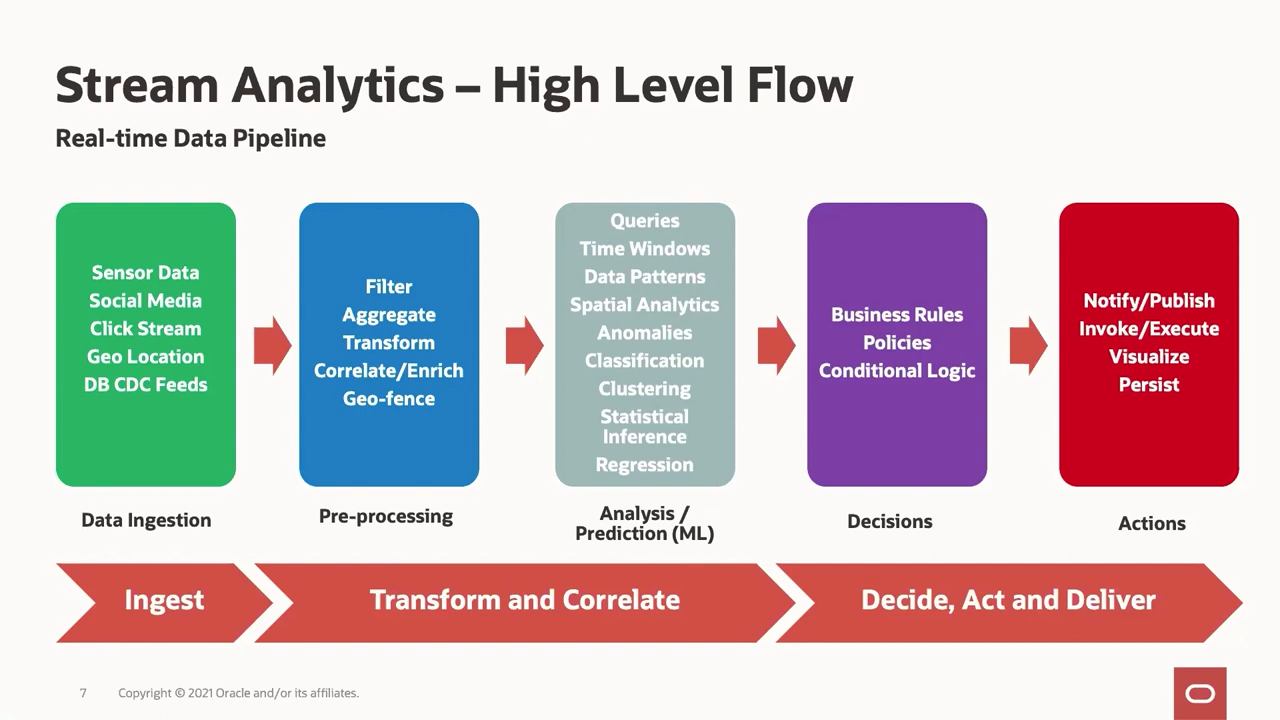 Stream Analytics – High Level Flow
Real-time Data Pipeline
Sensor Data
Social Media
Click Stream
Geo Location
DB CDC Feeds
Data Ingestion
Filter
Aggregate
Transform
Correlate/Enrich
Geo-fence
Pre-processing
Queries
Time Windows
Data Patterns
Spatial Analytics
Anomalies
Classification
Clustering
Statistical
Inference
Regression
Analysis /
Prediction (ML)
Business Rules
Policies
Conditional Logic
Decisions
Notify/Publish
Invoke/Execute
Visualize
Persist
Actions
Ingest
Transform and Correlate
Decide, Act and Deliver
7
Copyright © 2021 Oracle and/or its affiliates.